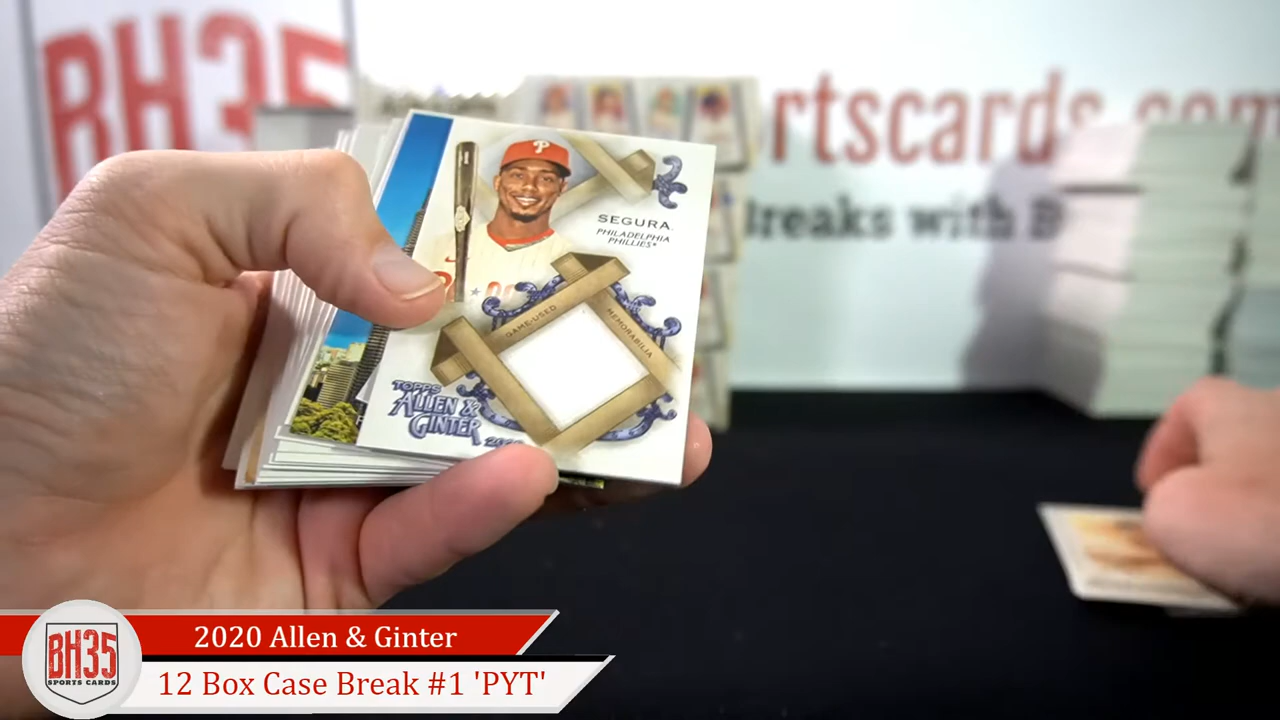 BH35
rtscards.com
Breaks with B
P
SEGURA
PHILADELPHIA
PHILLIES
GAME-USED
MEMORABILIA
TOPPS
ALLEN &
GINTER
2020 Allen & Ginter
BH35
SPORTS CARDS
12 Box Case Break #1 'PYT'